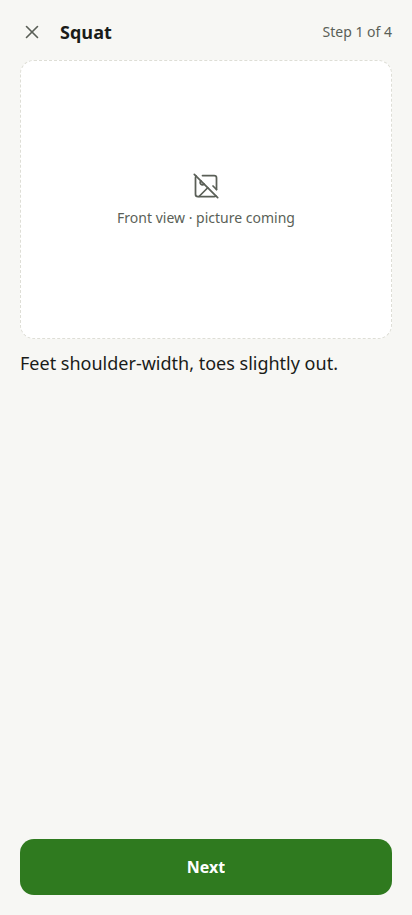 Squat
Step 1 of 4
Front view · picture coming
Feet shoulder-width, toes slightly out.
Next